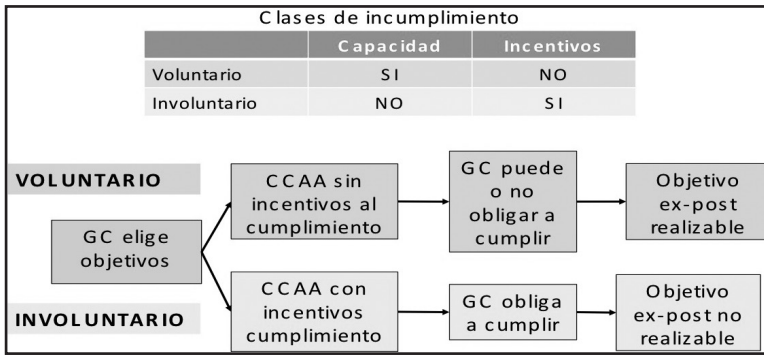 Clases de incumplimiento
Capacidad Incentivos
Voluntario SI NO
Involuntario NO SI
VOLUNTARIO
GC elige
objetivos
INVOLUNTARIO
CCAA sin
incentivos al
cumplimiento
GC puede
o no
obligar a
cumplir
Objetivo
ex-post
realizable
CCAA con
incentivos
cumplimiento
GC obliga
a cumplir
Objetivo
ex-post no
realizable